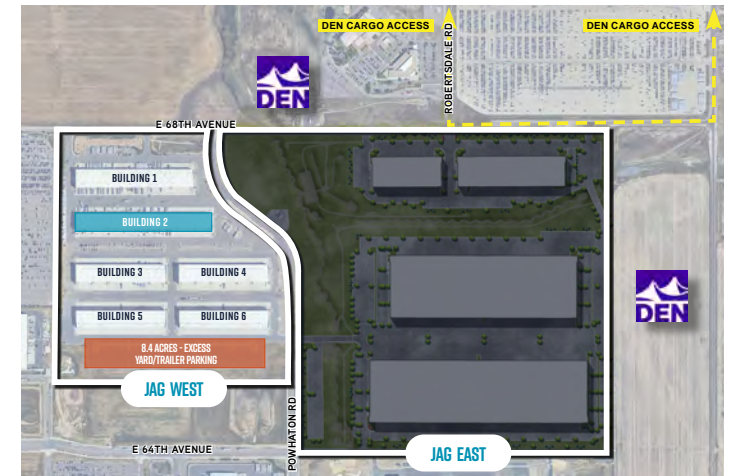 DEN CARGO ACCESS
DEN CARGO ACCESS
ROBERTSDALE RD
DEN
E 68TH AVENUE
BUILDING 1
BUILDING 2
BUILDING 3
BUILDING 4
DEN
BUILDING 5
BUILDING 6
8.4 ACRES - EXCESS
YARD/TRAILER PARKING
JAG WEST
POWHATON RD
E 64TH AVENUE
JAG EAST